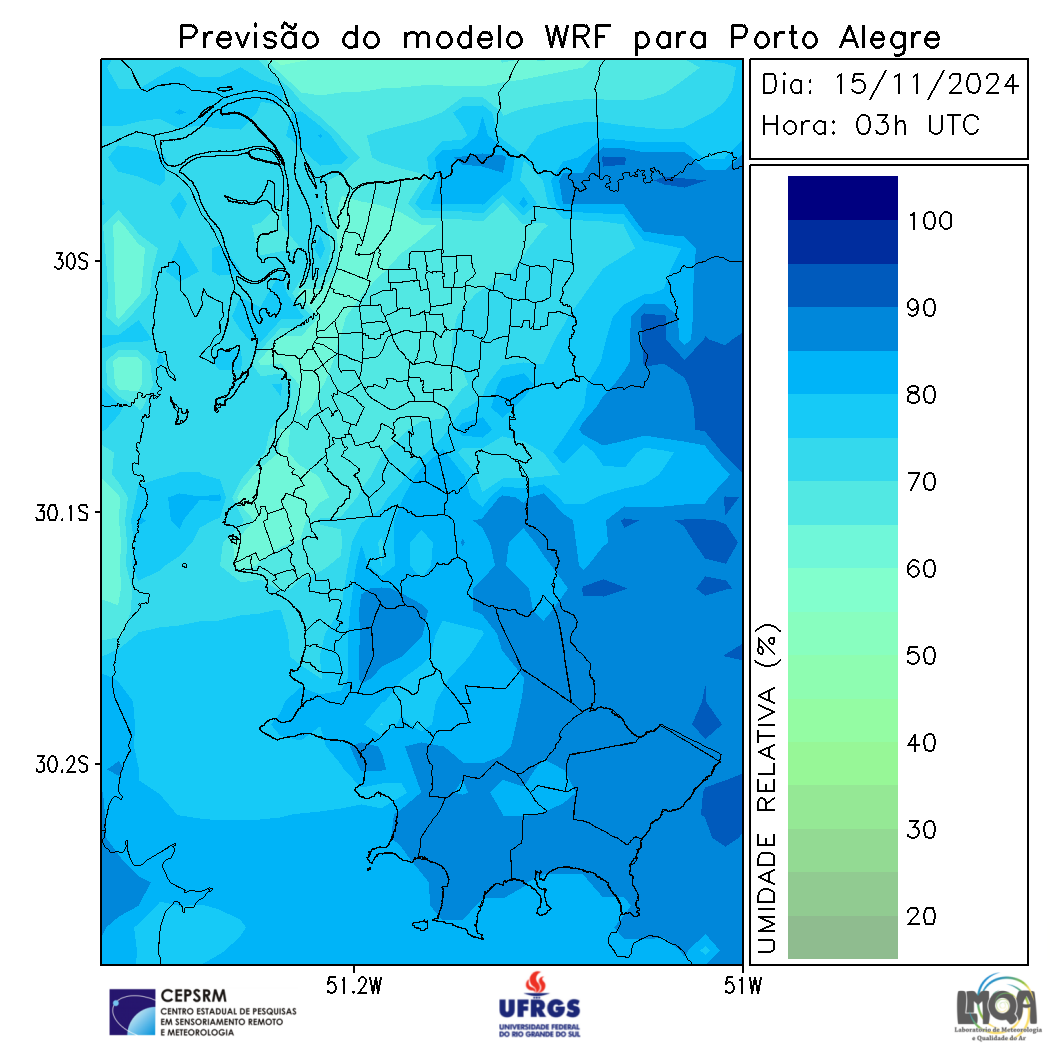 Previsão do modelo WRF para Porto Alegre
Dia: 15/11/2024
Hora: 03h UTC
30S
30.1S
30.2S
51.2W
51W
100
90
80
70
60
50
40
30
20
UMIDADE RELATIVA (%)
CEPSRM
CENTRO ESTADUAL DE PESQUISAS
EM SENSORIAMENTO REMOTO
E METEOROLOGIA
UFRGS
UNIVERSIDADE FEDERAL
DO RIO GRANDE DO SUL
LMQA
Laboratório de Meteorologia
e Qualidade do Ar